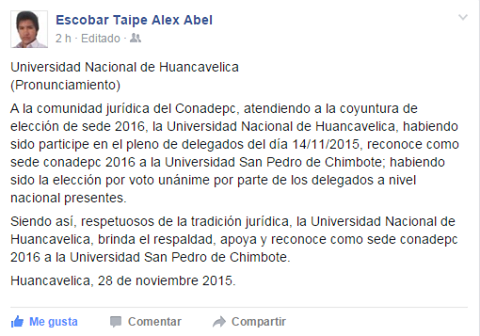 Escobar Taipe Alex Abel
2 h · Editado ·
Universidad Nacional de Huancavelica
(Pronunciamiento)
A la comunidad jurídica del Conadepc, atendiendo a la coyuntura de
elección de sede 2016, la Universidad Nacional de Huancavelica, habiendo
sido participe en el pleno de delegados del día 14/11/2015, reconoce como
sede conadepc 2016 a la Universidad San Pedro de Chimbote; habiendo
sido la elección por voto unánime por parte de los delegados a nivel
nacional presentes.
Siendo así, respetuosos de la tradición jurídica, la Universidad Nacional de
Huancavelica, brinda el respaldad, apoya y reconoce como sede conadepc
2016 a la Universidad San Pedro de Chimbote.
Huancavelica, 28 de noviembre 2015.
Me gusta Comentar Compartir